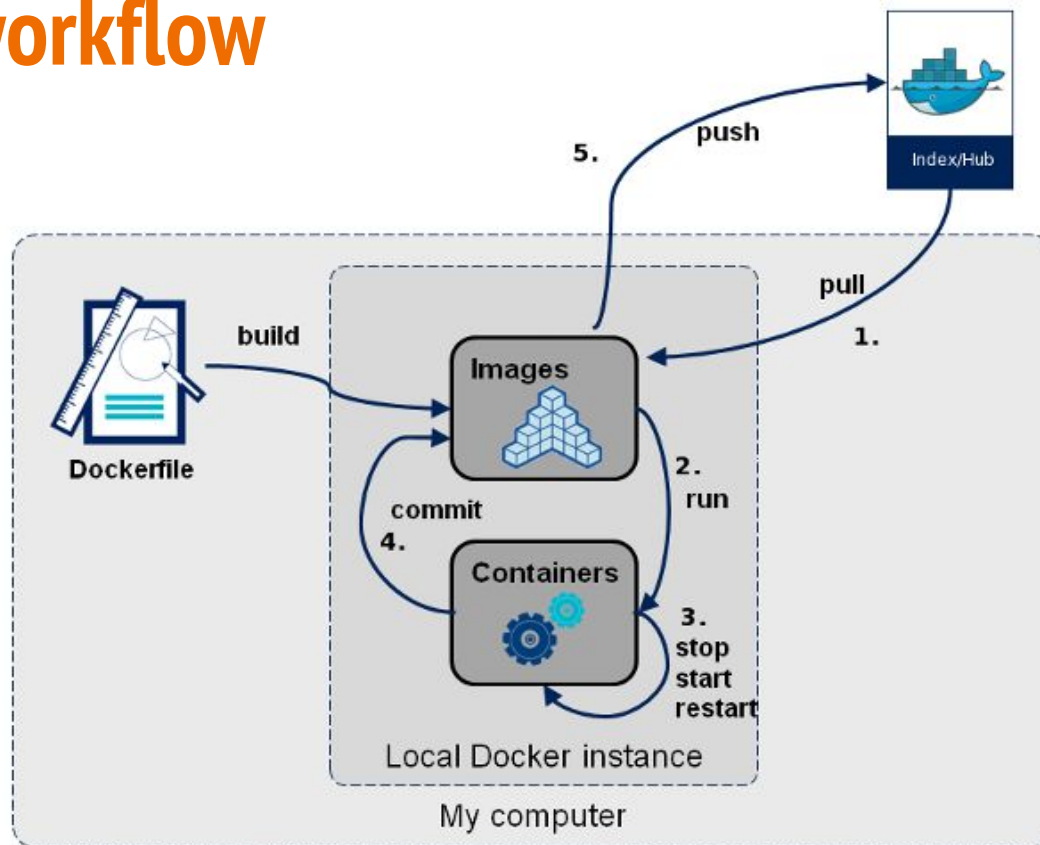 workflow
Index/Hub
5.
push
pull
1.
build
Dockerfile
Images
2.
run
commit
4.
Containers
3.
stop
start
restart
Local Docker instance
My computer